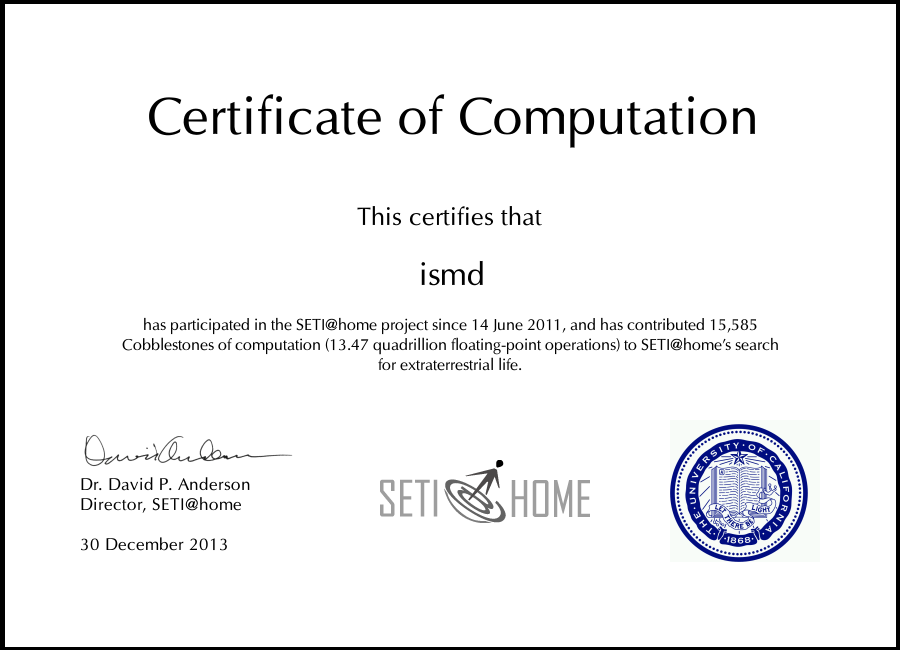 Certificate of Computation
This certifies that
ismd
has participated in the SETI@home project since 14 June 2011, and has contributed 15,585
Cobblestones of computation (13.47 quadrillion floating-point operations) to SETI@home’s search
for extraterrestrial life.
Dr. David P. Anderson
Director, SETI@home
30 December 2013
SETI HOME
THE·UNIVERSITY·OF·CALIFORNIA·
LET THERE BE LIGHT
·1868·